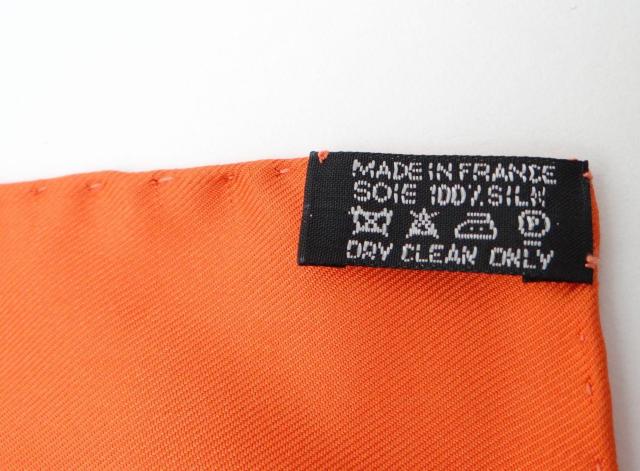 MADE IN FRANCE
SOIE 100% SILK
P
DRY CLEAN ONLY